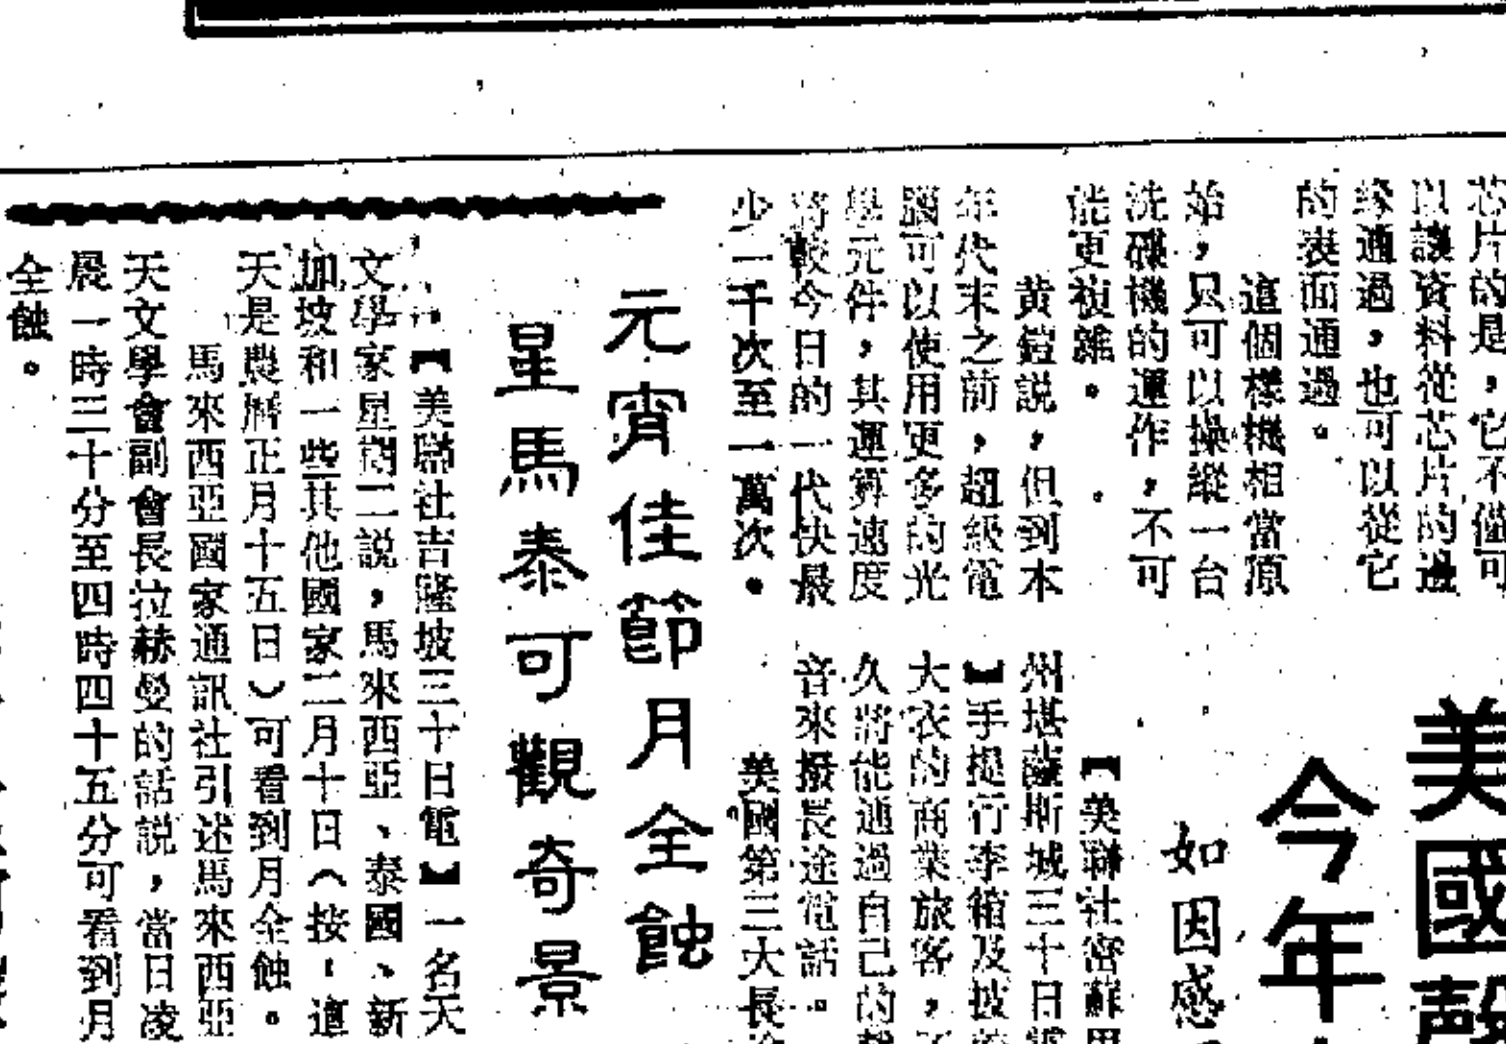 芯片的是，它不僅可
以讓資料從芯片的邊
緣通過，也可以從它
的表面通過。
這個樣機相當原
始，只可以操縱一台
洗碟機的運作，不可
能更複雜。
黄鎧説，但到本
年代末之前，超級電
腦可以使用更多的光
學元件，其運算速度
將較今日的一代快最
少一千次至一萬次。
美國
今年
如因感
【美聯社密蘇里
州堪薩斯城三十日電
】手提行李箱及披
大衣的商業旅客，不
久將能通過自己的聲
音來撥長途電話。
美國第三大長途
元宵佳節月全蝕
星馬泰可觀奇景
【美聯社吉隆坡三十日電】一名天
文學家星期二説，馬來西亞、泰國、新
加坡和一些其他國家二月十日（按：這
天是農曆正月十五日）可看到月全蝕。
馬來西亞國家通訊社引述馬來西亞
天文學會副會長拉赫曼的話説，當日凌
晨一時三十分至四時四十五分可看到月
全蝕。